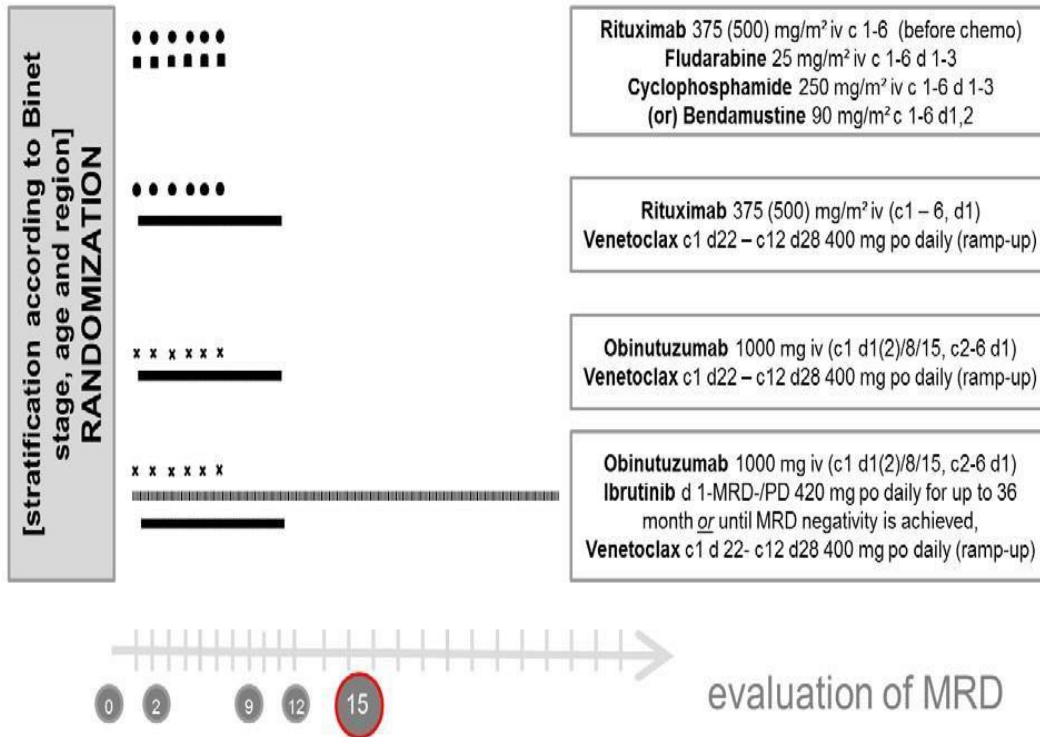 [stratification according to Binet
stage, age and region]
RANDOMIZATION
Rituximab 375 (500) mg/m² iv c 1-6 (before chemo)
Fludarabine 25 mg/m² iv c 1-6 d 1-3
Cyclophosphamide 250 mg/m² iv c 1-6 d 1-3
(or) Bendamustine 90 mg/m² c 1-6 d1,2
Rituximab 375 (500) mg/m² iv (c1 – 6, d1)
Venetoclax c1 d22 – c12 d28 400 mg po daily (ramp-up)
Obinutuzumab 1000 mg iv (c1 d1(2)/8/15, c2-6 d1)
Venetoclax c1 d22 – c12 d28 400 mg po daily (ramp-up)
Obinutuzumab 1000 mg iv (c1 d1(2)/8/15, c2-6 d1)
Ibrutinib d 1-MRD-/PD 420 mg po daily for up to 36
month or until MRD negativity is achieved,
Venetoclax c1 d 22- c12 d28 400 mg po daily (ramp-up)
0 2 9 12 15
evaluation of MRD